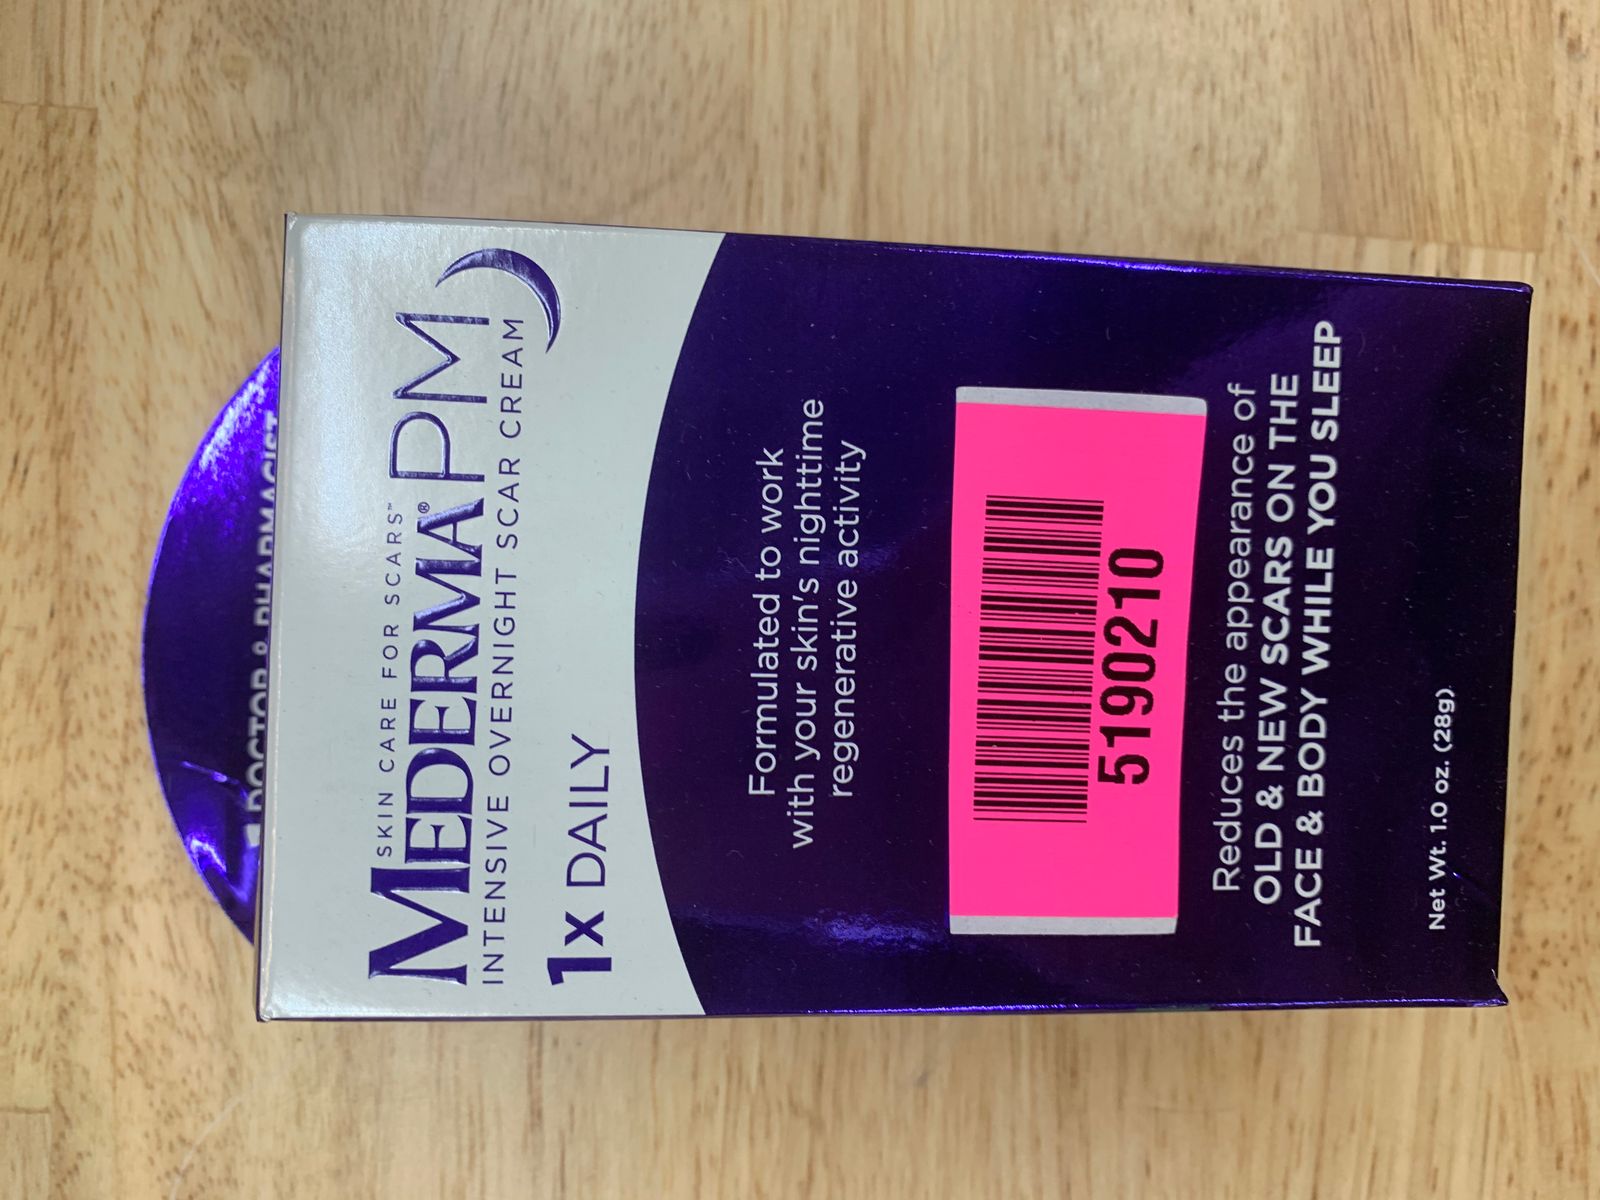 DOCTOR & PHARMACIST
SKIN CARE FOR SCARS™
MEDERMA® PM
INTENSIVE OVERNIGHT SCAR CREAM
1x DAILY
Formulated to work
with your skin's nighttime
regenerative activity
5190210
Reduces the appearance of
OLD & NEW SCARS ON THE
FACE & BODY WHILE YOU SLEEP
Net Wt. 1.0 oz. (28g)